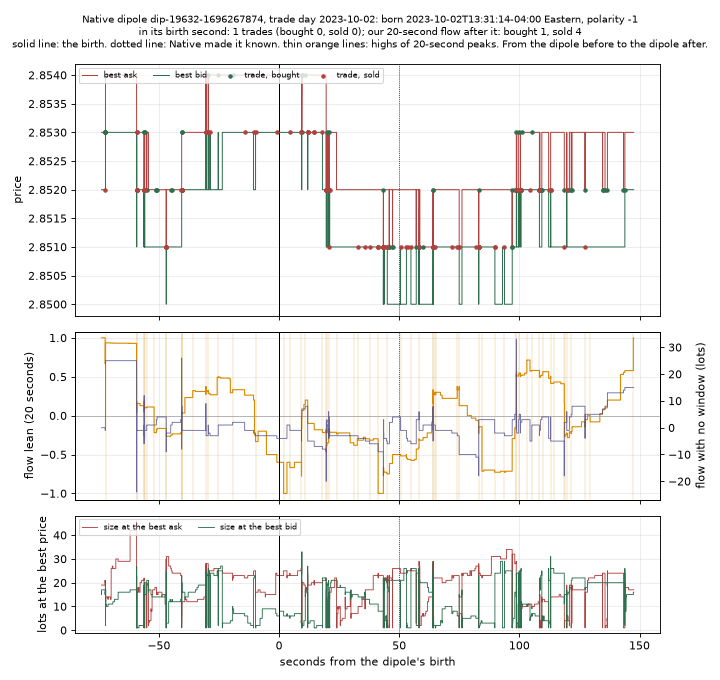 Native dipole dip-19632-1696267874, trade day 2023-10-02: born 2023-10-02T13:31:14-04:00 Eastern, polarity -1
in its birth second: 1 trades (bought 0, sold 0); our 20-second flow after it: bought 1, sold 4
solid line: the birth. dotted line: Native made it known. thin orange lines: highs of 20-second peaks. From the dipole before to the dipole after.
best ask best bid trade, bought trade, sold
2.8540
2.8535
2.8530
2.8525
2.8520
2.8515
2.8510
2.8505
2.8500
price
1.0
0.5
0.0
−0.5
−1.0
flow lean (20 seconds)
30
20
10
0
−10
−20
flow with no window (lots)
size at the best ask size at the best bid
40
30
20
10
0
lots at the best price
−50 0 50 100 150
seconds from the dipole's birth